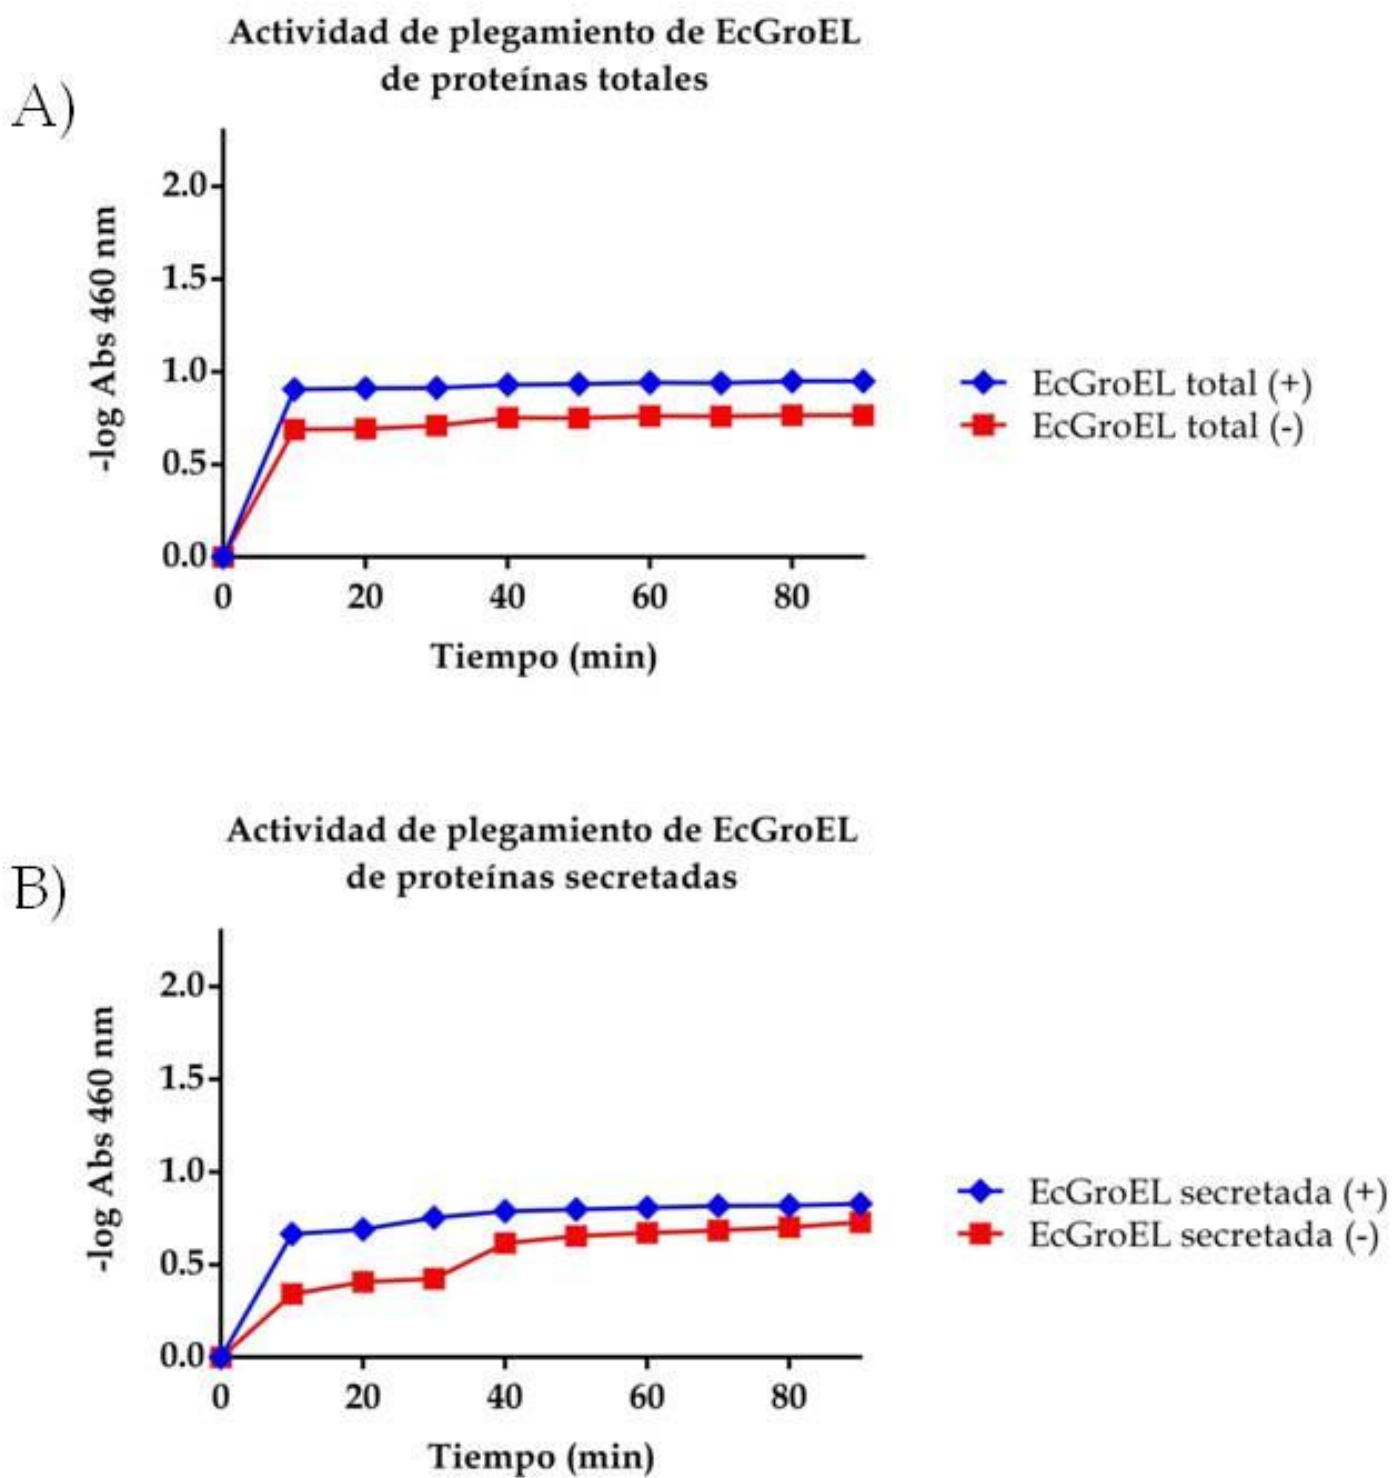 Actividad de plegamiento de EcGroEL
de proteínas totales
A)
2.0
1.5
1.0
0.5
0.0
-log Abs 460 nm
0 20 40 60 80
Tiempo (min)
EcGroEL total (+)
EcGroEL total (-)
Actividad de plegamiento de EcGroEL
de proteínas secretadas
B)
2.0
1.5
1.0
0.5
0.0
-log Abs 460 nm
0 20 40 60 80
Tiempo (min)
EcGroEL secretada (+)
EcGroEL secretada (-)